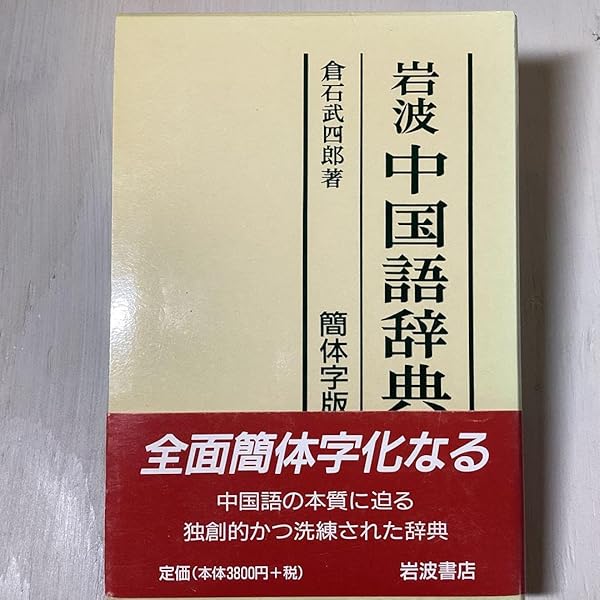 岩波
中国語辞典
倉石武四郎著
簡体字版
全面簡体字化なる
中国語の本質に迫る
独創的かつ洗練された辞典
定価(本体3800円+税)
岩波書店